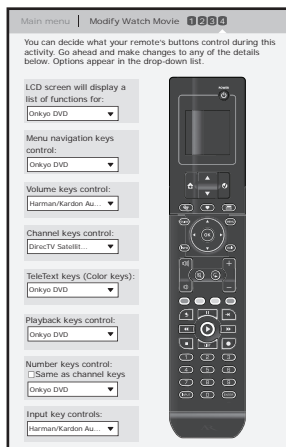 Main menu | Modify Watch Movie 1 2 3 4
You can decide what your remote's buttons control during this
activity. Go ahead and make changes to any of the details
below. Options appear in the drop-down list.
LCD screen will display a
list of functions for:
Onkyo DVD
Menu navigation keys
control:
Onkyo DVD
Volume keys control:
Harman/Kardon Au...
Channel keys control:
DirecTV Satellit...
TeleText keys (Color keys):
Onkyo DVD
Playback keys control:
Onkyo DVD
Number keys control:
Same as channel keys
Onkyo DVD
Input key controls:
Harman/Kardon Au...
POWER
OK